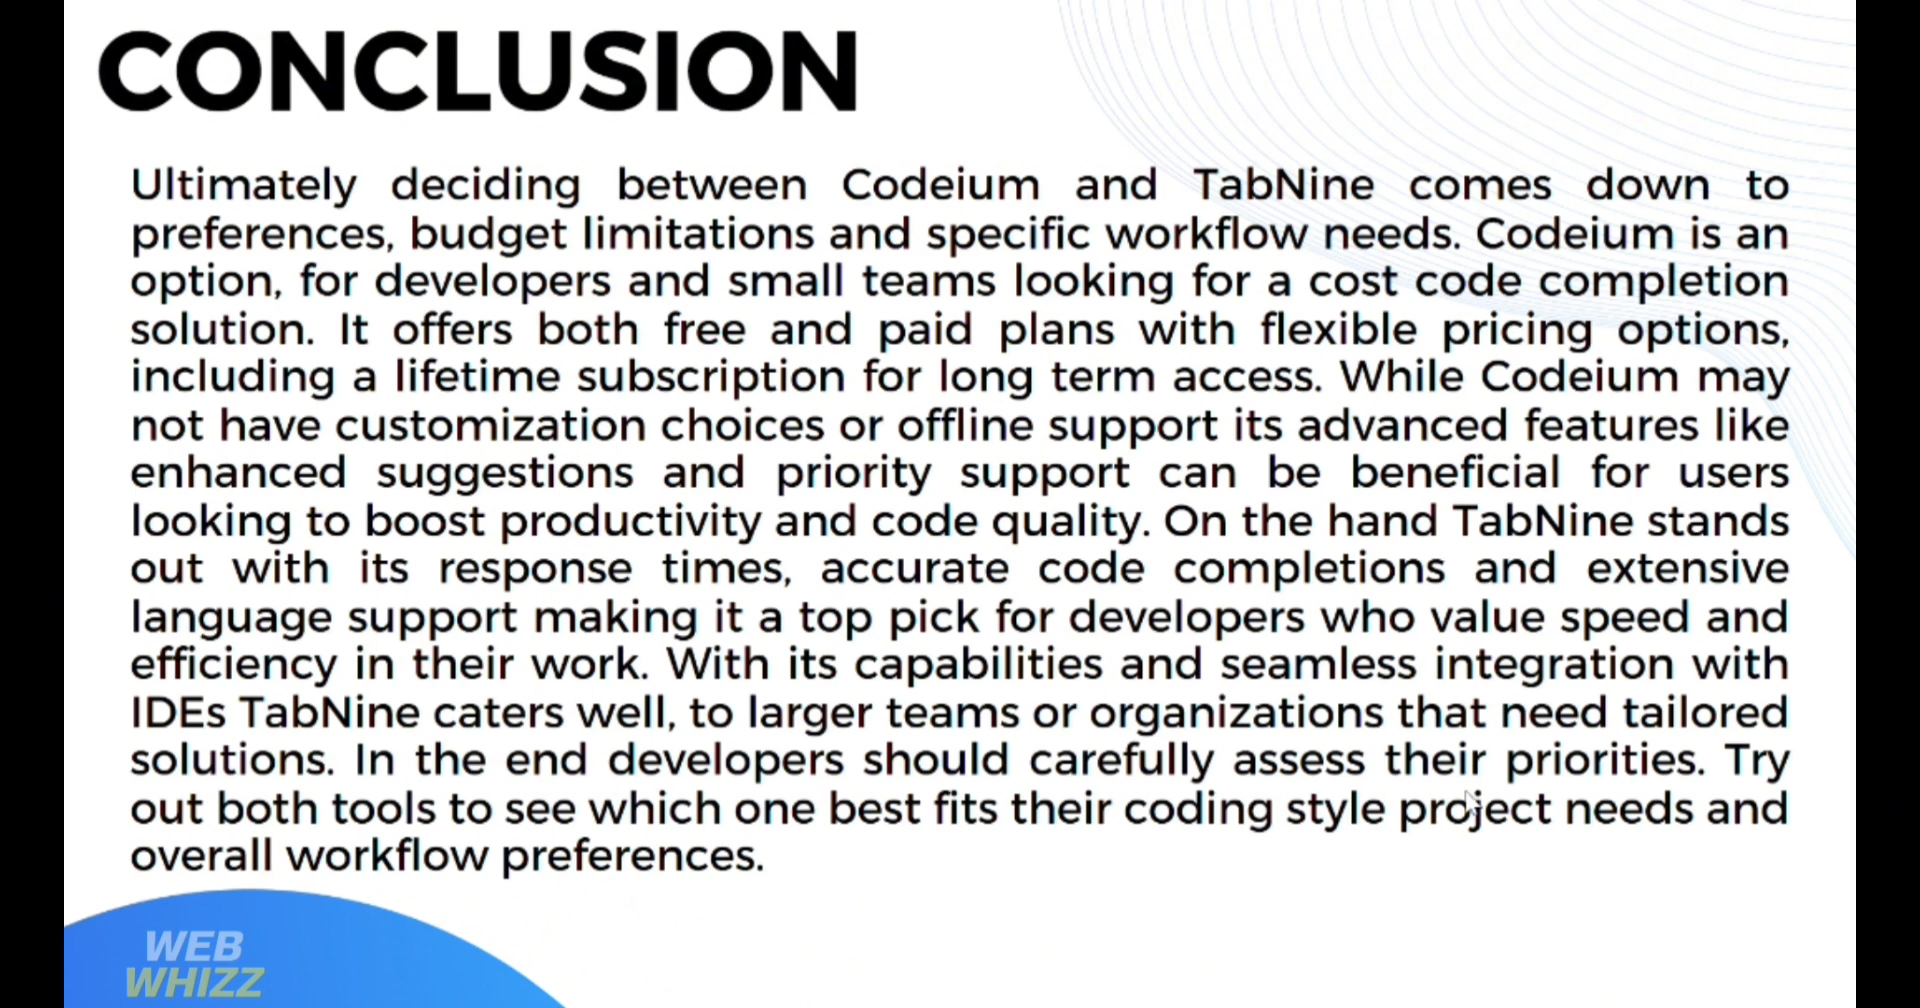 CONCLUSION
Ultimately deciding between Codeium and TabNine comes down to
preferences, budget limitations and specific workflow needs. Codeium is an
option, for developers and small teams looking for a cost code completion
solution. It offers both free and paid plans with flexible pricing options,
including a lifetime subscription for long term access. While Codeium may
not have customization choices or offline support its advanced features like
enhanced suggestions and priority support can be beneficial for users
looking to boost productivity and code quality. On the hand TabNine stands
out with its response times, accurate code completions and extensive
language support making it a top pick for developers who value speed and
efficiency in their work. With its capabilities and seamless integration with
IDEs TabNine caters well, to larger teams or organizations that need tailored
solutions. In the end developers should carefully assess their priorities. Try
out both tools to see which one best fits their coding style project needs and
overall workflow preferences.
WEB
WHIZZ